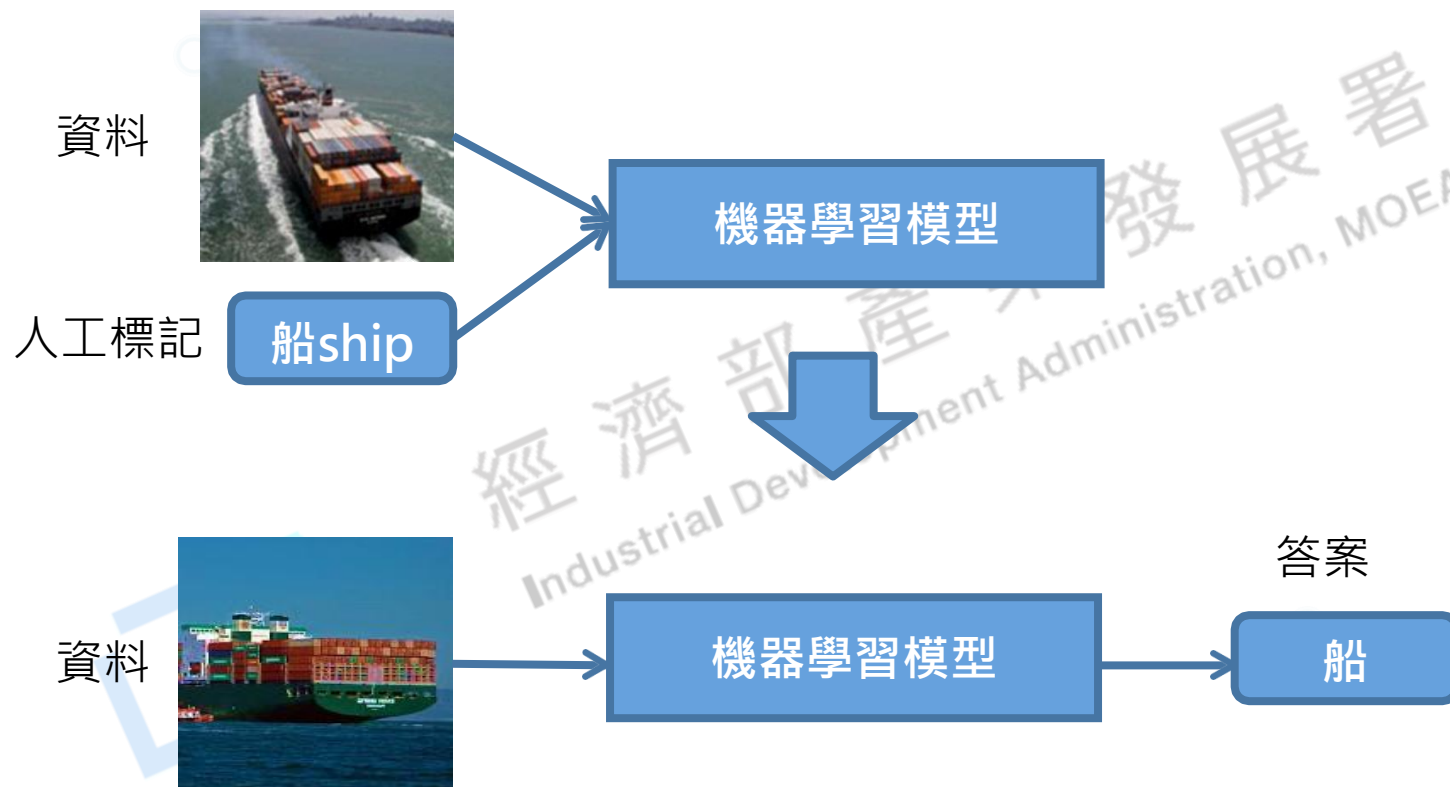 資料
機器學習模型
人工標記
船ship
經濟部產業發展署
Industrial Development Administration, MOEA
答案
資料
機器學習模型
船